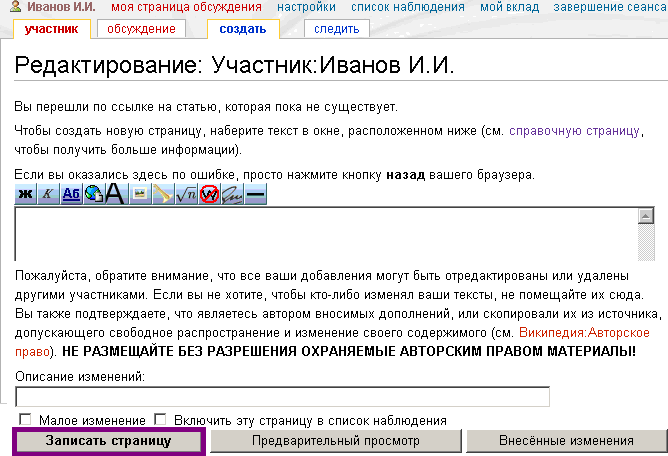 Иванов И.И. моя страница обсуждения настройки список наблюдения мой вклад завершение сеанса
участник обсуждение создать следить
Редактирование: Участник:Иванов И.И.
Вы перешли по ссылке на статью, которая пока не существует.
Чтобы создать новую страницу, наберите текст в окне, расположенном ниже (см. справочную страницу,
чтобы получить больше информации).
Если вы оказались здесь по ошибке, просто нажмите кнопку назад вашего браузера.
Ж К Аб А √n W
Пожалуйста, обратите внимание, что все ваши добавления могут быть отредактированы или удалены
другими участниками. Если вы не хотите, чтобы кто-либо изменял ваши тексты, не помещайте их сюда.
Вы также подтверждаете, что являетесь автором вносимых дополнений, или скопировали их из источника,
допускающего свободное распространение и изменение своего содержимого (см. Википедия:Авторское
право). НЕ РАЗМЕЩАЙТЕ БЕЗ РАЗРЕШЕНИЯ ОХРАНЯЕМЫЕ АВТОРСКИМ ПРАВОМ МАТЕРИАЛЫ!
Описание изменений:
Малое изменение Включить эту страницу в список наблюдения
Записать страницу Предварительный просмотр Внесённые изменения